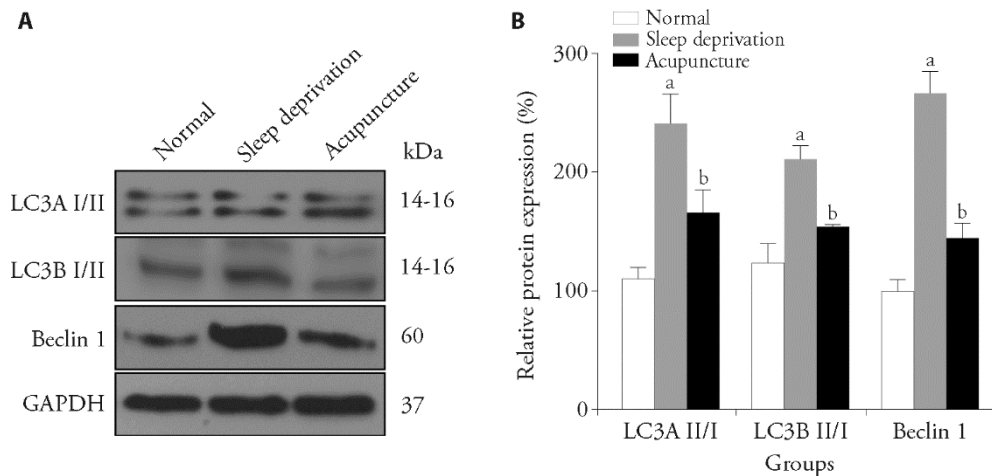 A
Normal
Sleep deprivation
Acupuncture
kDa
LC3A I/II
14-16
LC3B I/II
14-16
Beclin 1
60
GAPDH
37
B
Normal
Sleep deprivation
Acupuncture
Relative protein expression (%)
300
200
100
0
a
b
a
b
a
b
LC3A II/I LC3B II/I Beclin 1
Groups